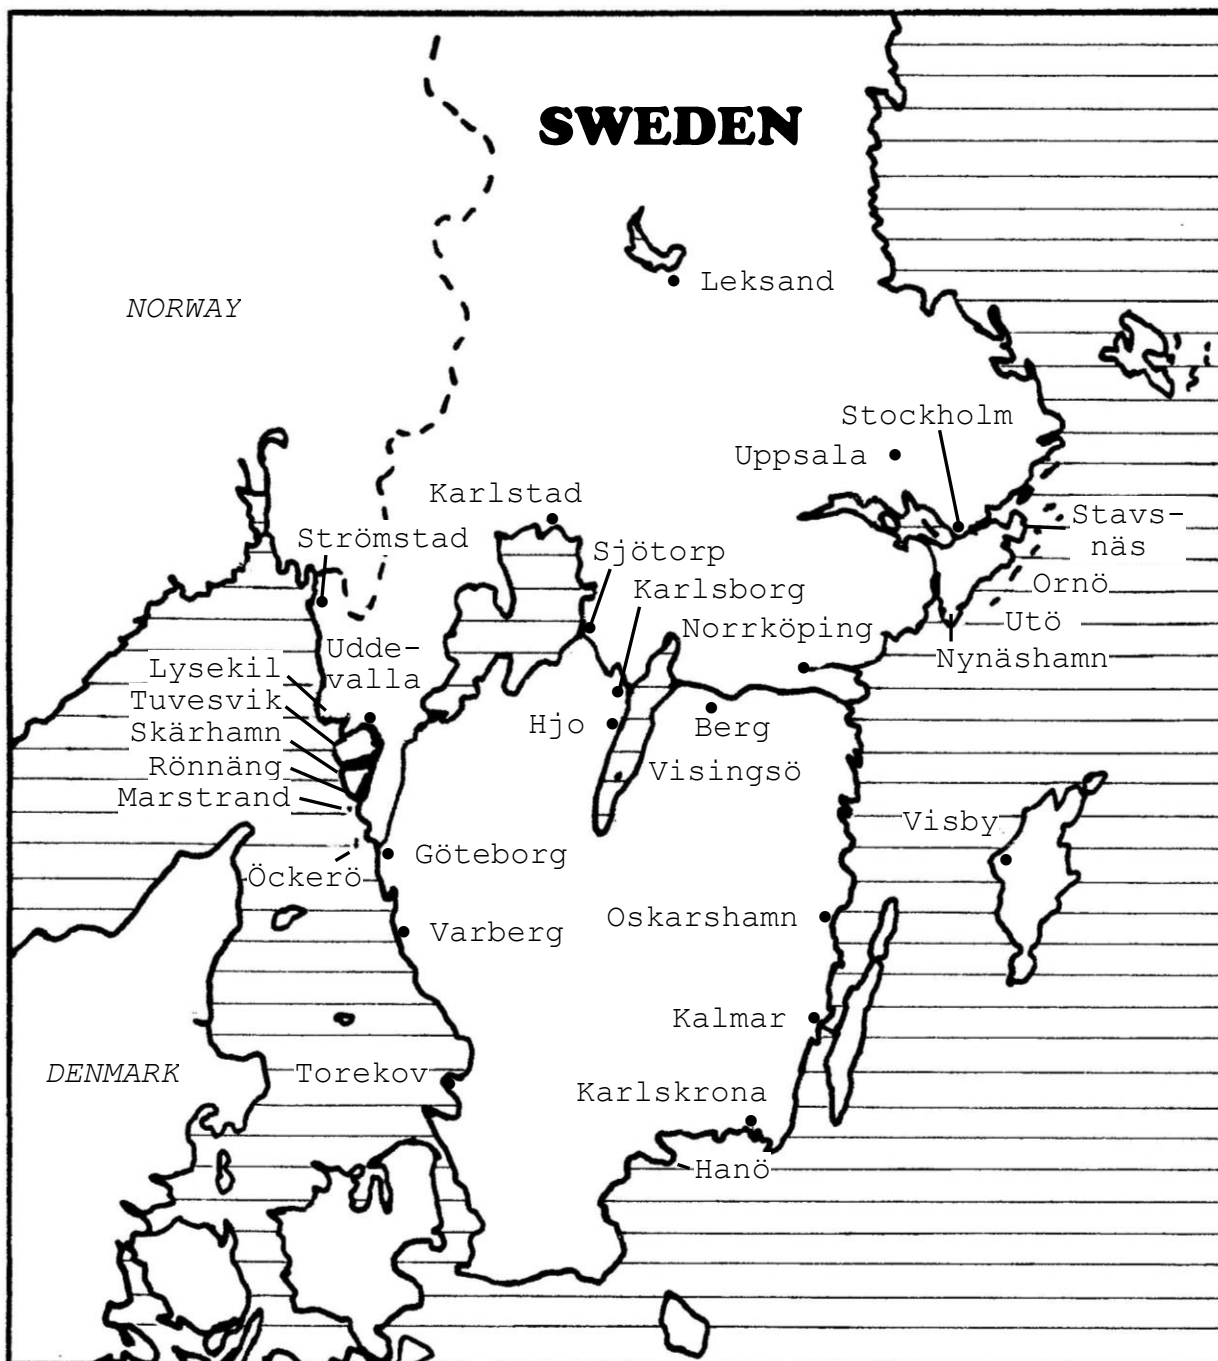 SWEDEN
Leksand
NORWAY
Stockholm
Uppsala
Karlstad
Stavs-
näs
Strömstad
Sjötorp
Karlsborg
Ornö
Utö
Norrköping
Udde-
valla
Nynäshamn
Lysekil
Tuvesvik
Skärhamn
Hjo
Berg
Rönnäng
Visingsö
Marstrand
Visby
Göteborg
Öckerö
Oskarshamn
Varberg
Kalmar
DENMARK
Torekov
Karlskrona
Hanö